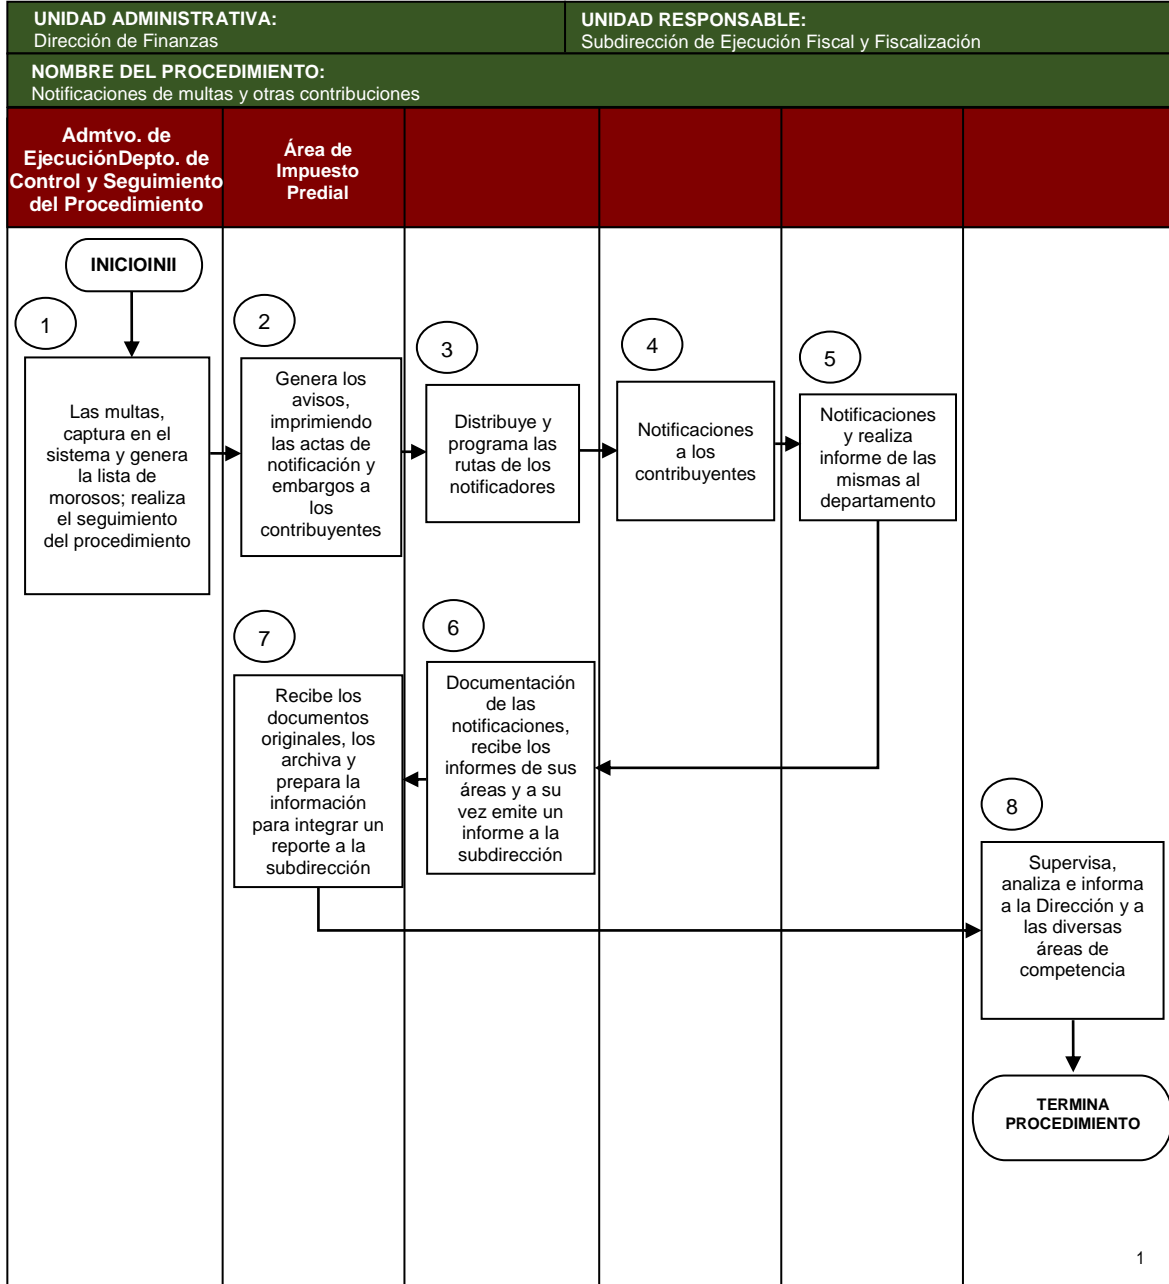 UNIDAD ADMINISTRATIVA:
Dirección de Finanzas
UNIDAD RESPONSABLE:
Subdirección de Ejecución Fiscal y Fiscalización
NOMBRE DEL PROCEDIMIENTO:
Notificaciones de multas y otras contribuciones
Admtvo. de
EjecuciónDepto. de
Control y Seguimiento
del Procedimiento
Área de
Impuesto
Predial
INICIOINII
1
Las multas,
captura en el
sistema y genera
la lista de
morosos; realiza
el seguimiento
del procedimiento
2
Genera los
avisos,
imprimiendo
las actas de
notificación y
embargos a
los
contribuyentes
3
Distribuye y
programa las
rutas de los
notificadores
4
Notificaciones
a los
contribuyentes
5
Notificaciones
y realiza
informe de las
mismas al
departamento
6
Documentación
de las
notificaciones,
recibe los
informes de sus
áreas y a su
vez emite un
informe a la
subdirección
7
Recibe los
documentos
originales, los
archiva y
prepara la
información
para integrar un
reporte a la
subdirección
8
Supervisa,
analiza e informa
a la Dirección y a
las diversas
áreas de
competencia
TERMINA
PROCEDIMIENTO
1